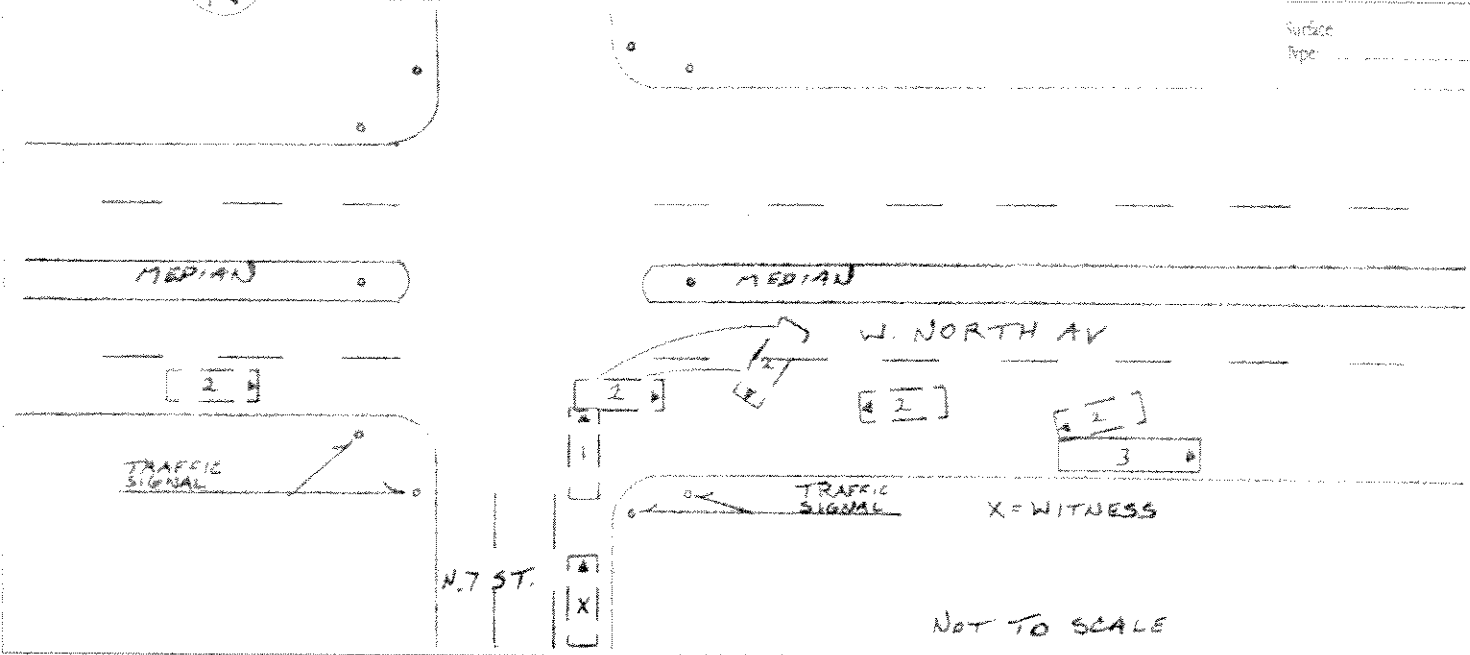 Surface
Type:
MEDIAN
MEDIAN
W. NORTH AV
2
2
2
2
2
1
3
TRAFFIC
SIGNAL
TRAFFIC
SIGNAL
X = WITNESS
N.7 ST.
X
NOT TO SCALE